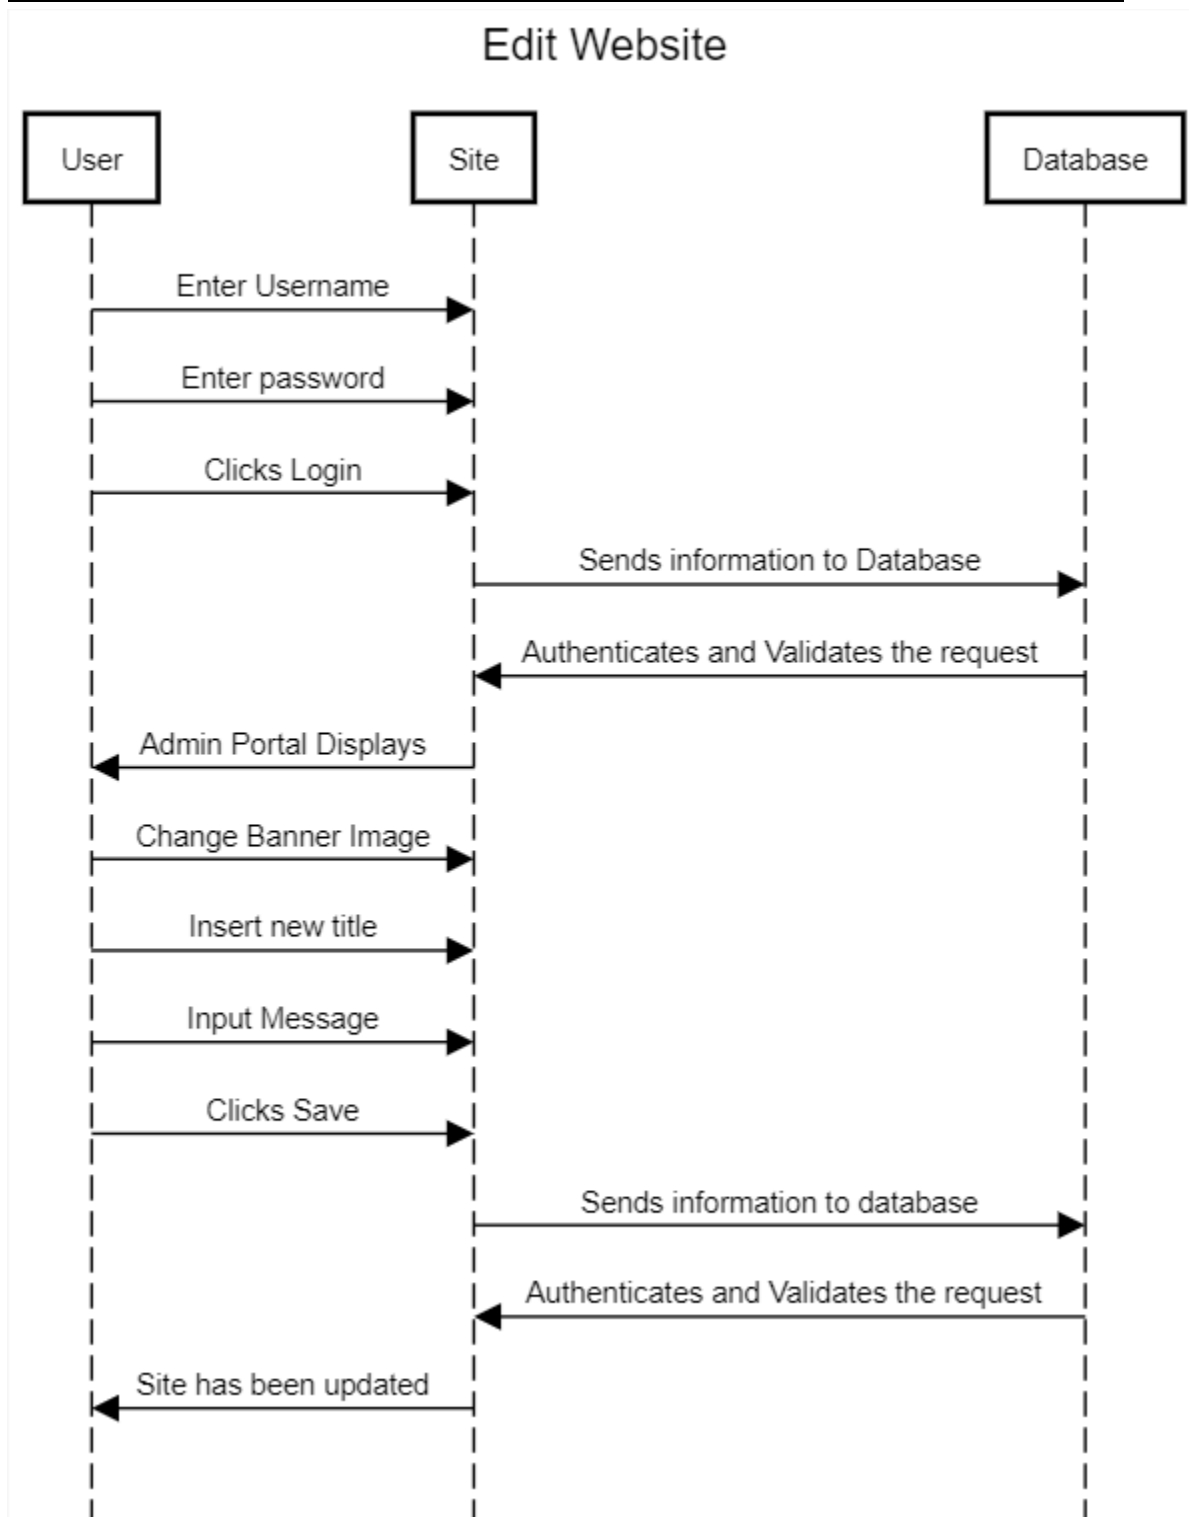 Edit Website
User
Site
Database
Enter Username
Enter password
Clicks Login
Sends information to Database
Authenticates and Validates the request
Admin Portal Displays
Change Banner Image
Insert new title
Input Message
Clicks Save
Sends information to database
Authenticates and Validates the request
Site has been updated